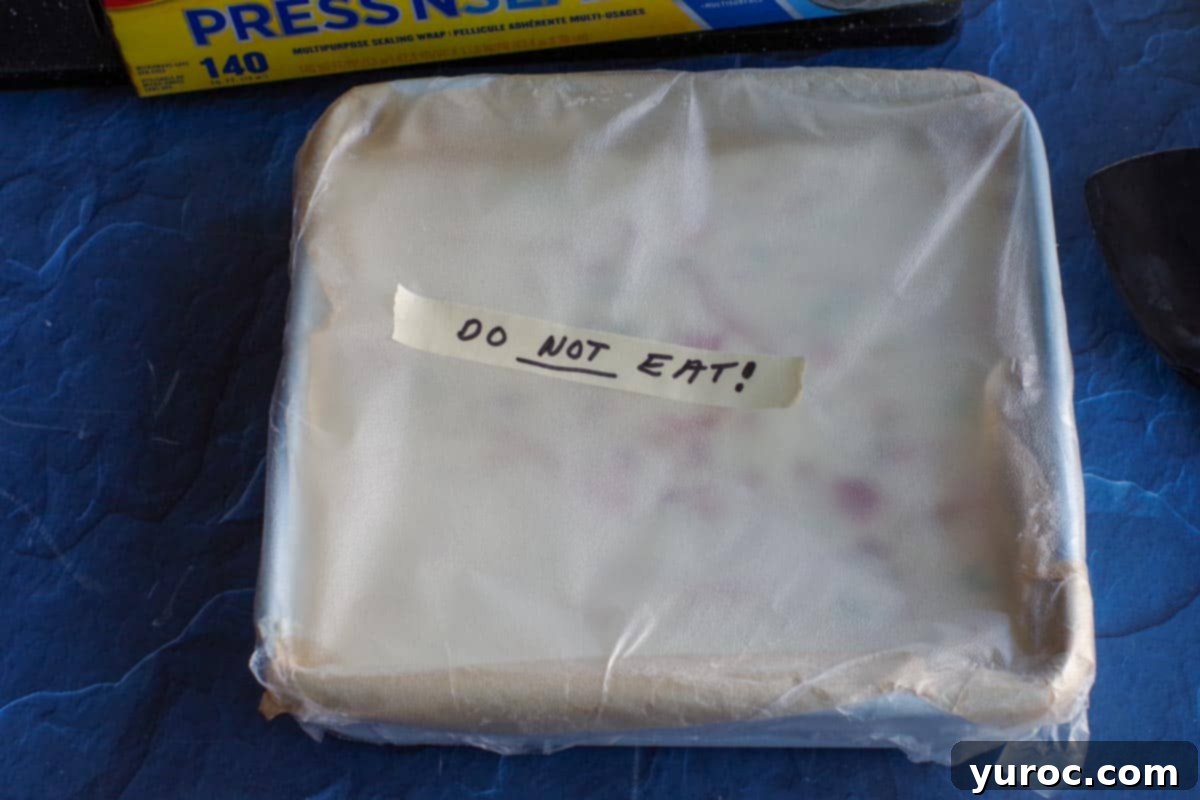 PRESS'N SEAL
MULTIPURPOSE SEALING WRAP · PELLICULE ADHÉRENTE MULTI-USAGES
140
DO NOT EAT!
yuroc.com